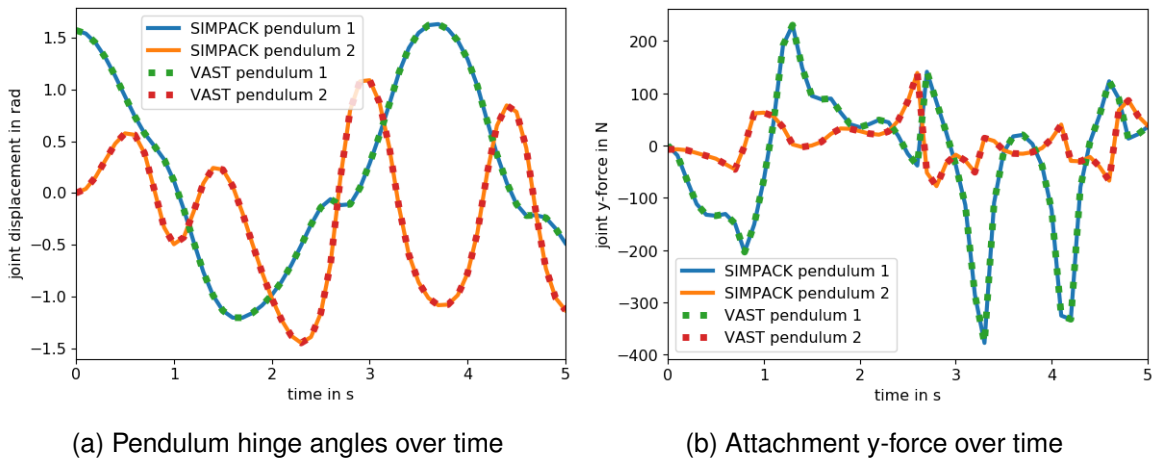 SIMPACK pendulum 1
SIMPACK pendulum 2
VAST pendulum 1
VAST pendulum 2
joint displacement in rad
1.5
1.0
0.5
0.0
−0.5
−1.0
−1.5
0 1 2 3 4 5
time in s
(a) Pendulum hinge angles over time
joint y-force in N
200
100
0
−100
−200
−300
−400
SIMPACK pendulum 1
SIMPACK pendulum 2
VAST pendulum 1
VAST pendulum 2
0 1 2 3 4 5
time in s
(b) Attachment y-force over time